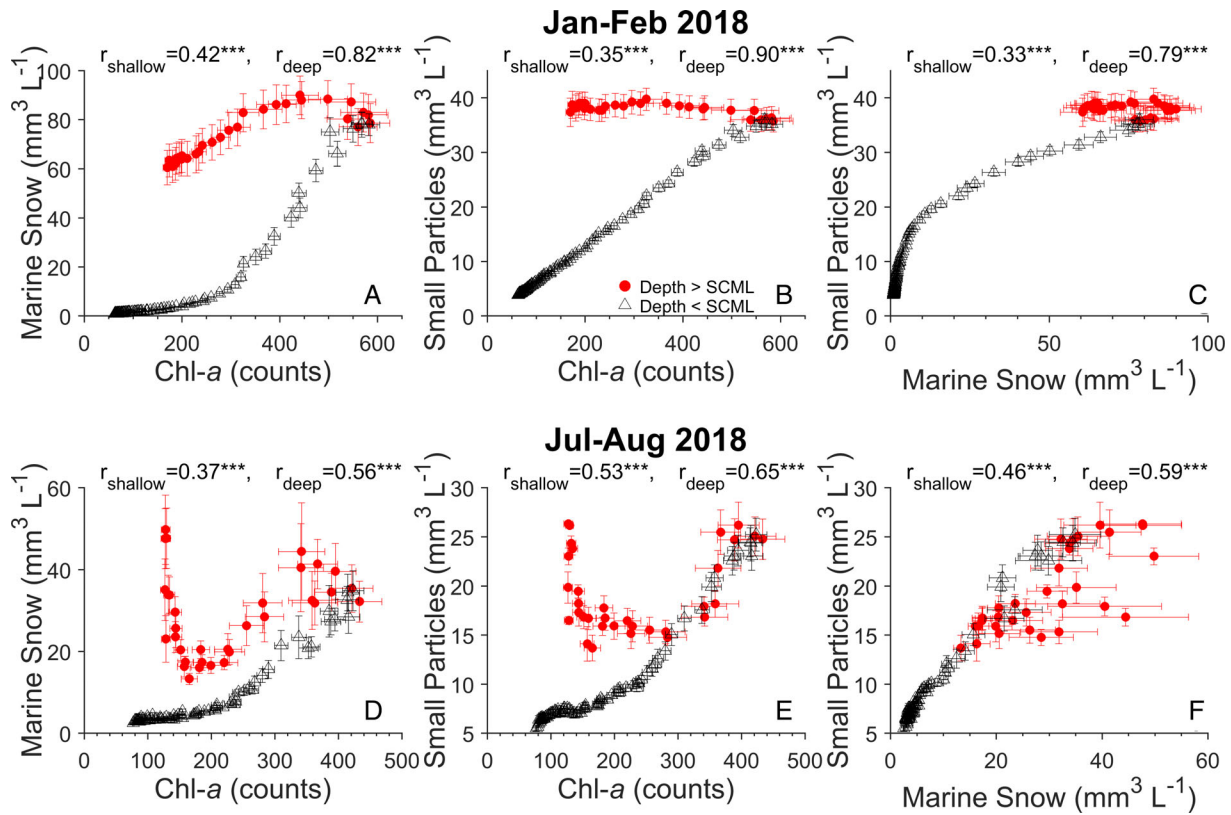 Jan-Feb 2018
r_shallow=0.42***, r_deep=0.82***
r_shallow=0.35***, r_deep=0.90***
r_shallow=0.33***, r_deep=0.79***
Marine Snow (mm³ L⁻¹)
100
80
60
40
20
0
A
0 200 400 600
Chl-a (counts)
Small Particles (mm³ L⁻¹)
50
40
30
20
10
0
Depth > SCML
Depth < SCML
B
0 200 400 600
Chl-a (counts)
Small Particles (mm³ L⁻¹)
50
40
30
20
10
0
C
0 50 100
Marine Snow (mm³ L⁻¹)
Jul-Aug 2018
r_shallow=0.37***, r_deep=0.56***
r_shallow=0.53***, r_deep=0.65***
r_shallow=0.46***, r_deep=0.59***
Marine Snow (mm³ L⁻¹)
60
40
20
0
D
0 100 200 300 400 500
Chl-a (counts)
Small Particles (mm³ L⁻¹)
30
25
20
15
10
5
E
0 100 200 300 400 500
Chl-a (counts)
Small Particles (mm³ L⁻¹)
30
25
20
15
10
5
F
0 20 40 60
Marine Snow (mm³ L⁻¹)